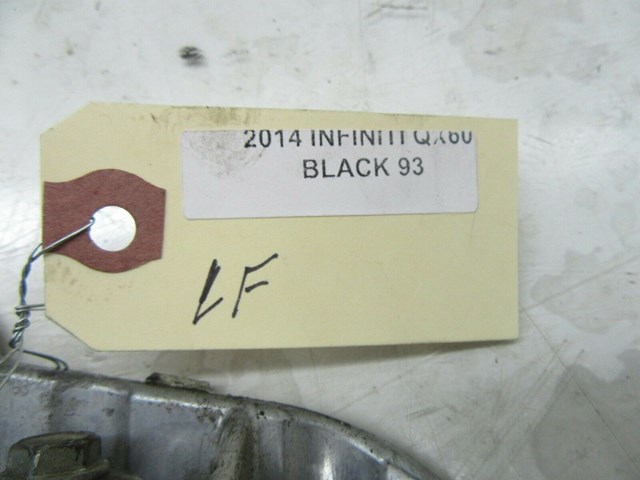 2014 INFINITI QX60
BLACK 93
LF